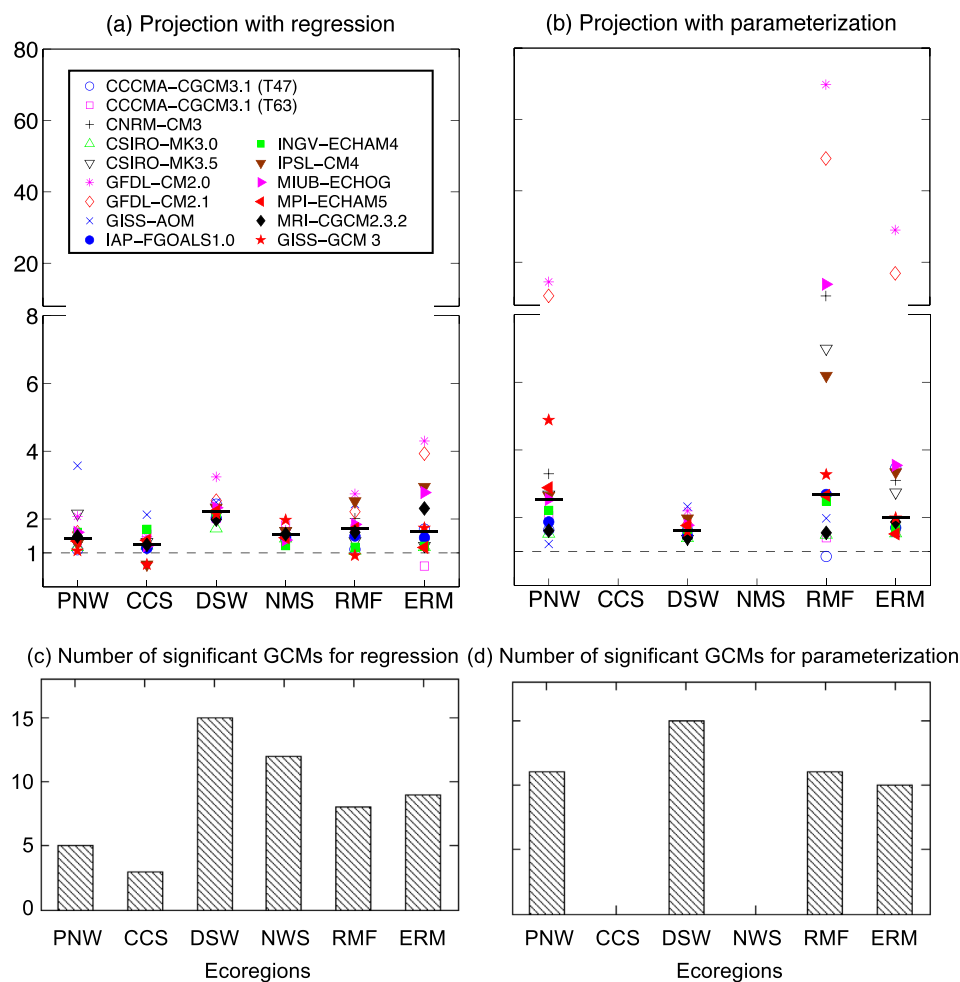 (a) Projection with regression
(b) Projection with parameterization
80
60
40
20
8
6
4
2
1
CCCMA−CGCM3.1 (T47)
CCCMA−CGCM3.1 (T63)
CNRM−CM3
CSIRO−MK3.0
CSIRO−MK3.5
GFDL−CM2.0
GFDL−CM2.1
GISS−AOM
IAP−FGOALS1.0
INGV−ECHAM4
IPSL−CM4
MIUB−ECHOG
MPI−ECHAM5
MRI−CGCM2.3.2
GISS−GCM 3
PNW CCS DSW NMS RMF ERM
PNW CCS DSW NMS RMF ERM
(c) Number of significant GCMs for regression
(d) Number of significant GCMs for parameterization
15
10
5
0
PNW CCS DSW NWS RMF ERM
PNW CCS DSW NWS RMF ERM
Ecoregions
Ecoregions